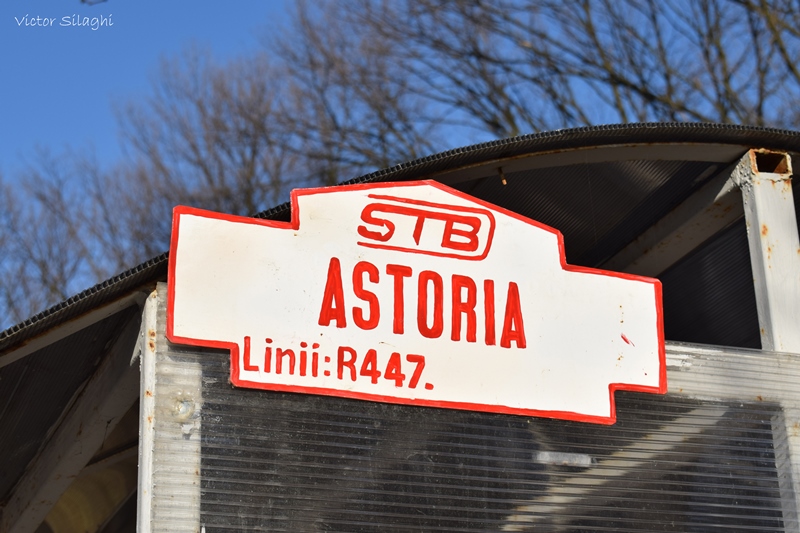 Victor Silaghi
STB
ASTORIA
Linii: R447.